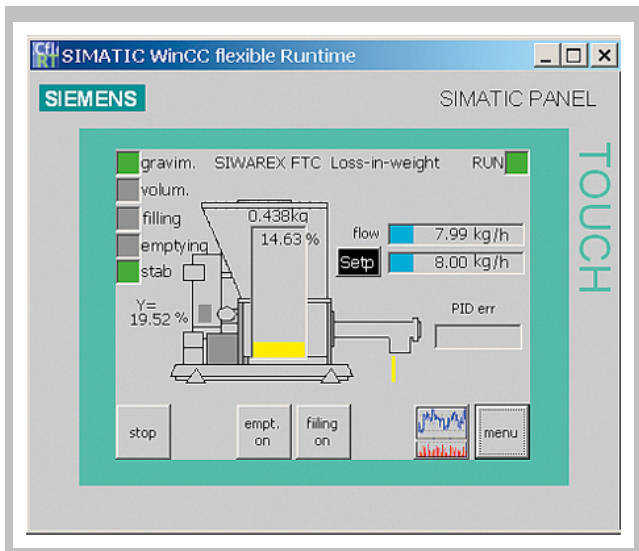 SIMATIC WinCC flexible Runtime
SIEMENS
SIMATIC PANEL
TOUCH
gravim.
SIWAREX FTC Loss-in-weight
RUN
volum.
filling
emptying
stab
0.438kg
14.63 %
flow
7.99 kg/h
Setp
8.00 kg/h
Y=
19.52 %
PID err
stop
empt.
on
filling
on
menu